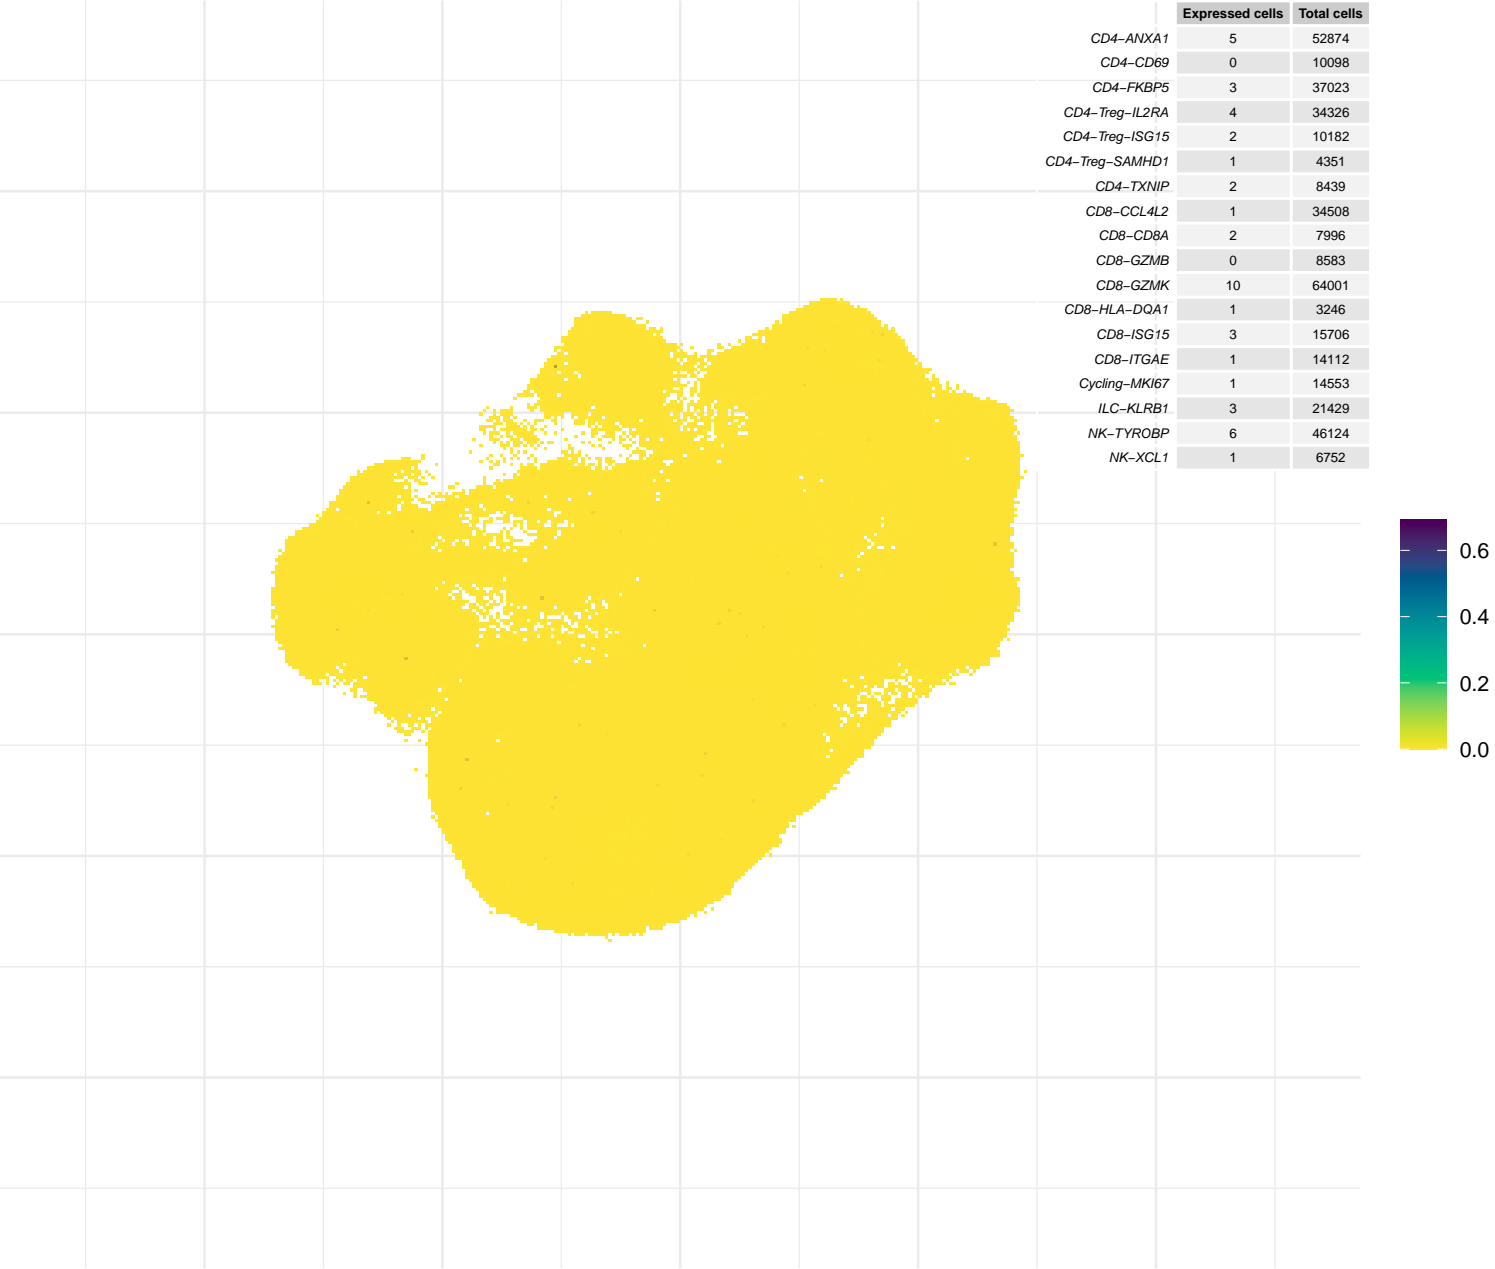 Expressed cells Total cells
CD4−ANXA1 5 52874
CD4−CD69 0 10098
CD4−FKBP5 3 37023
CD4−Treg−IL2RA 4 34326
CD4−Treg−ISG15 2 10182
CD4−Treg−SAMHD1 1 4351
CD4−TXNIP 2 8439
CD8−CCL4L2 1 34508
CD8−CD8A 2 7996
CD8−GZMB 0 8583
CD8−GZMK 10 64001
CD8−HLA−DQA1 1 3246
CD8−ISG15 3 15706
CD8−ITGAE 1 14112
Cycling−MKI67 1 14553
ILC−KLRB1 3 21429
NK−TYROBP 6 46124
NK−XCL1 1 6752
0.6
0.4
0.2
0.0